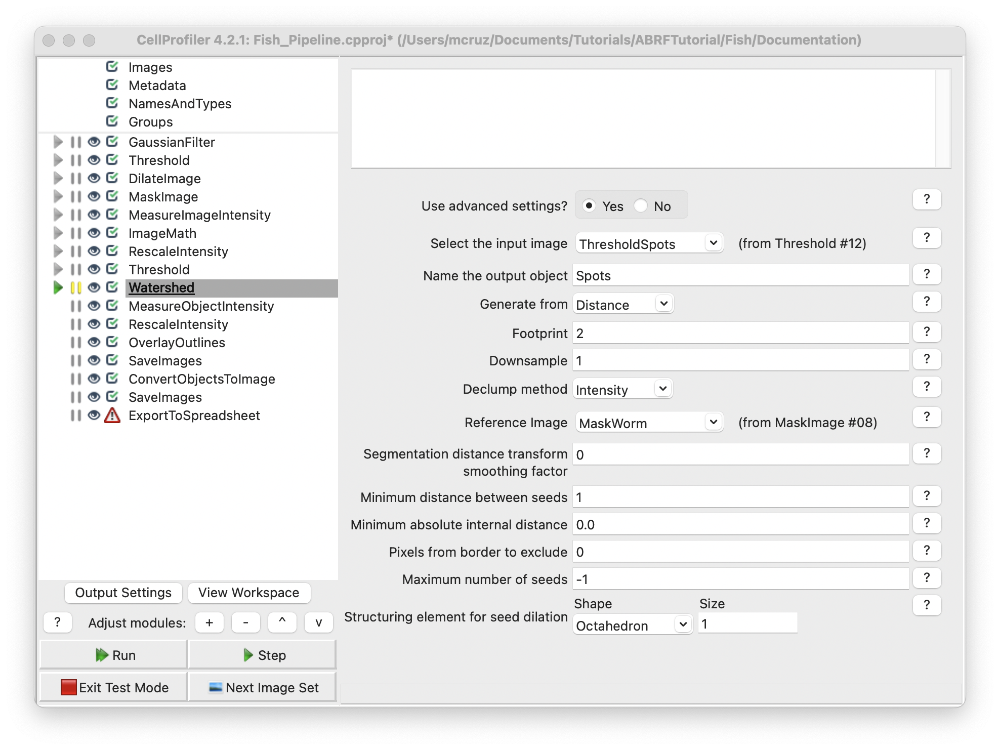 CellProfiler 4.2.1: Fish_Pipeline.cpproj* (/Users/mcruz/Documents/Tutorials/ABRFTutorial/Fish/Documentation)
Images
Metadata
NamesAndTypes
Groups
GaussianFilter
Threshold
DilateImage
MaskImage
MeasureImageIntensity
ImageMath
RescaleIntensity
Threshold
Watershed
MeasureObjectIntensity
RescaleIntensity
OverlayOutlines
SaveImages
ConvertObjectsToImage
SaveImages
ExportToSpreadsheet
Output Settings View Workspace
? Adjust modules: + - ^ v
Run Step
Exit Test Mode Next Image Set
Use advanced settings? Yes No ?
Select the input image ThresholdSpots (from Threshold #12) ?
Name the output object Spots ?
Generate from Distance ?
Footprint 2 ?
Downsample 1 ?
Declump method Intensity ?
Reference Image MaskWorm (from MaskImage #08) ?
Segmentation distance transform 0 ?
smoothing factor
Minimum distance between seeds 1 ?
Minimum absolute internal distance 0.0 ?
Pixels from border to exclude 0 ?
Maximum number of seeds -1 ?
Shape Size ?
Structuring element for seed dilation Octahedron 1